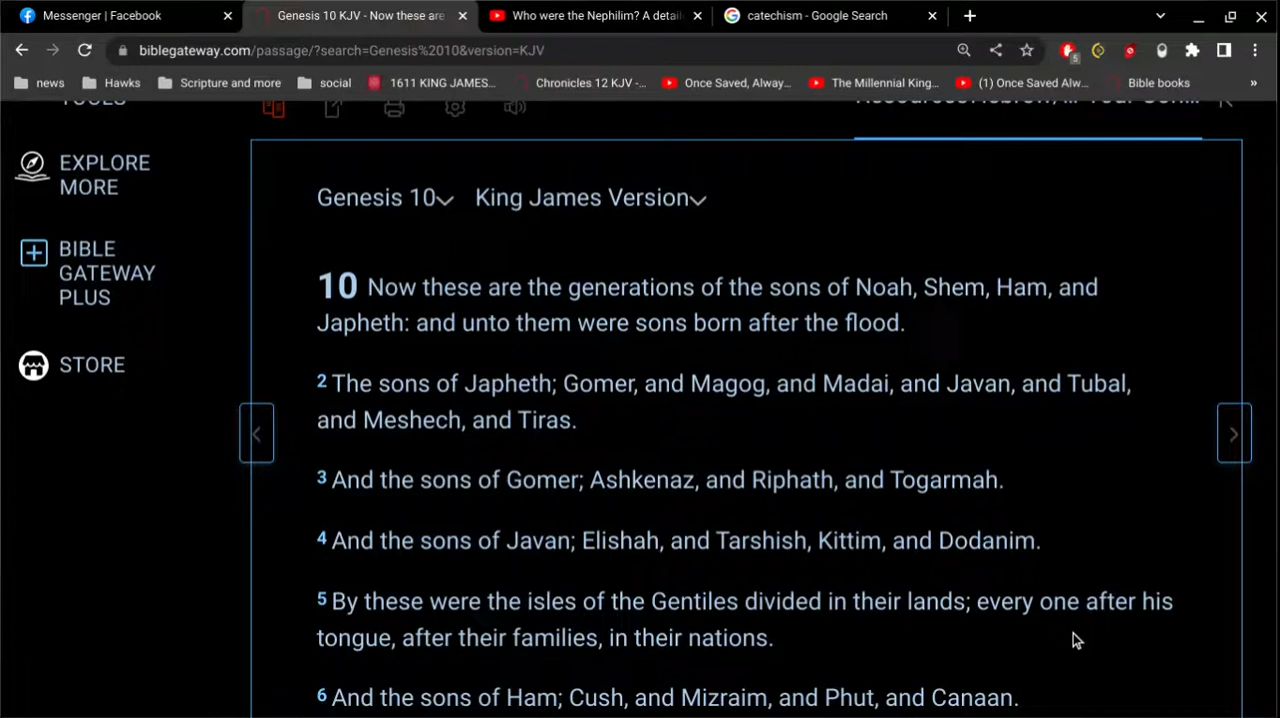 Messenger | Facebook
Genesis 10 KJV - Now these are
Who were the Nephilim? A detail
catechism - Google Search
biblegateway.com/passage/?search=Genesis%2010&version=KJV
5
news Hawks Scripture and more social 1611 KING JAMES... Chronicles 12 KJV -... Once Saved, Alway... The Millennial King... (1) Once Saved Alw... Bible books »
TOOLS
EXPLORE
MORE
BIBLE
GATEWAY
PLUS
STORE
Genesis 10 King James Version
10 Now these are the generations of the sons of Noah, Shem, Ham, and
Japheth: and unto them were sons born after the flood.
2 The sons of Japheth; Gomer, and Magog, and Madai, and Javan, and Tubal,
and Meshech, and Tiras.
3 And the sons of Gomer; Ashkenaz, and Riphath, and Togarmah.
4 And the sons of Javan; Elishah, and Tarshish, Kittim, and Dodanim.
5 By these were the isles of the Gentiles divided in their lands; every one after his
tongue, after their families, in their nations.
6 And the sons of Ham; Cush, and Mizraim, and Phut, and Canaan.